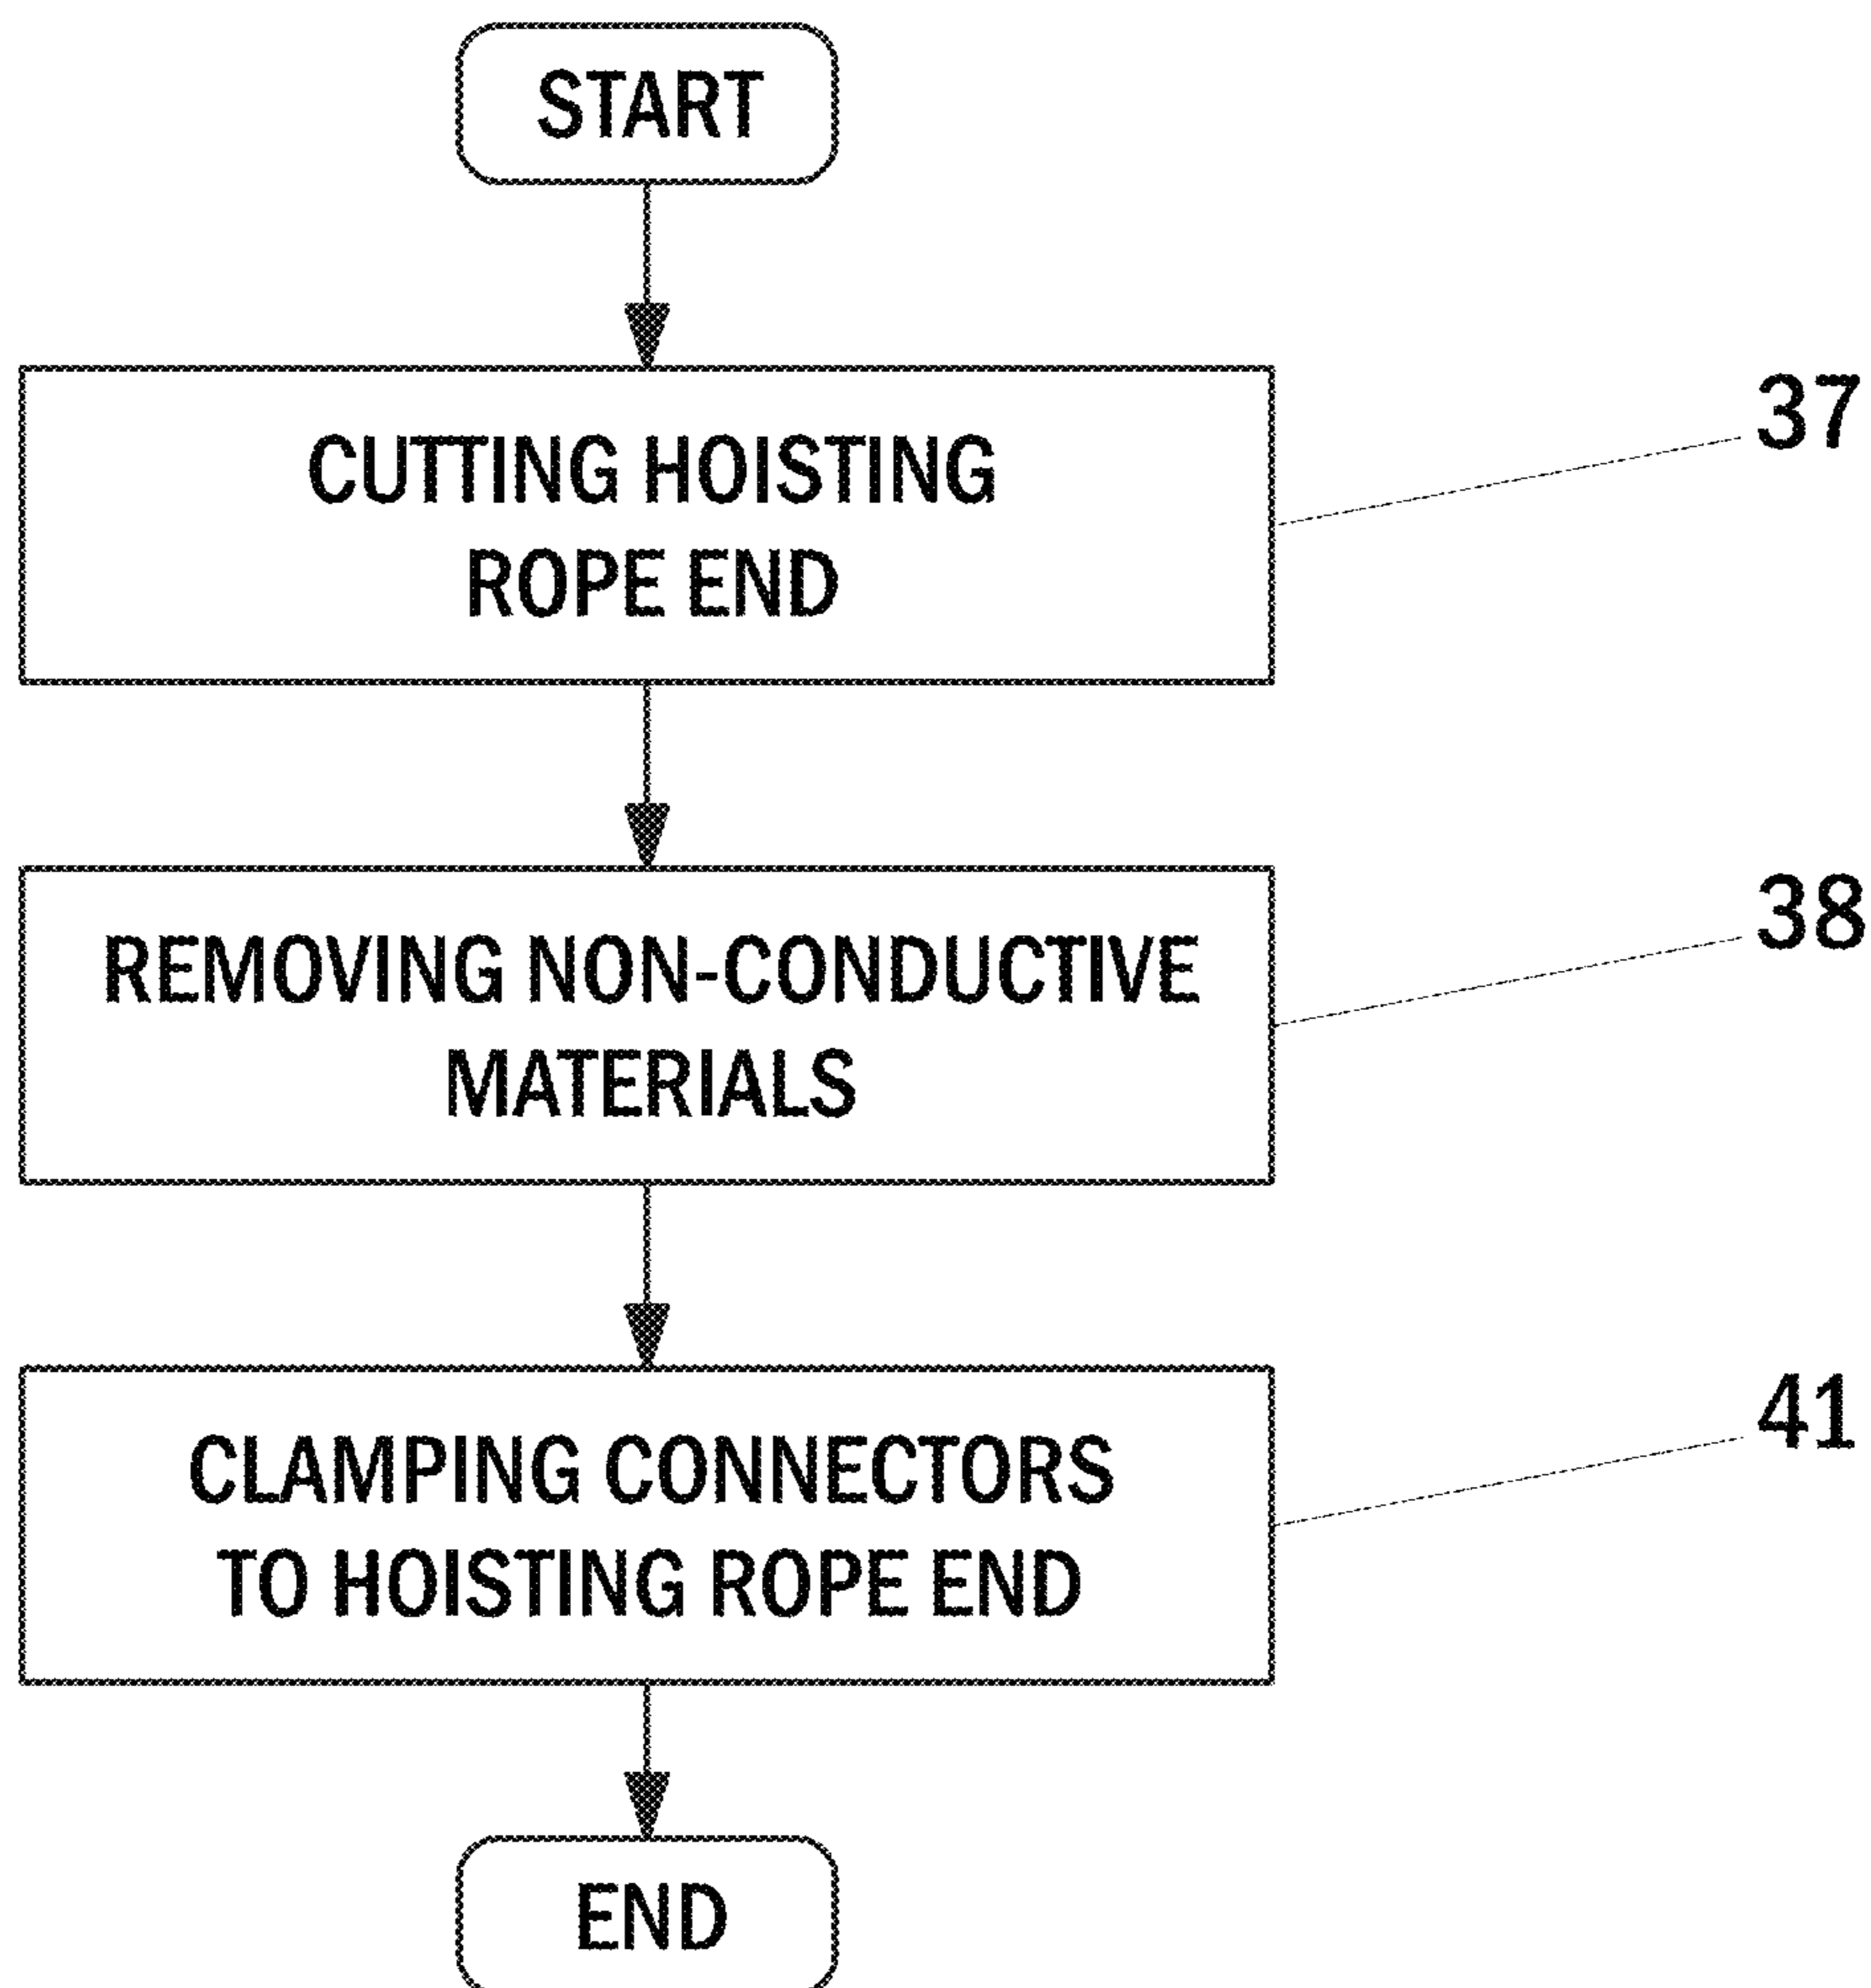 START
CUTTING HOISTING
ROPE END
37
REMOVING NON-CONDUCTIVE
MATERIALS
38
CLAMPING CONNECTORS
TO HOISTING ROPE END
41
END